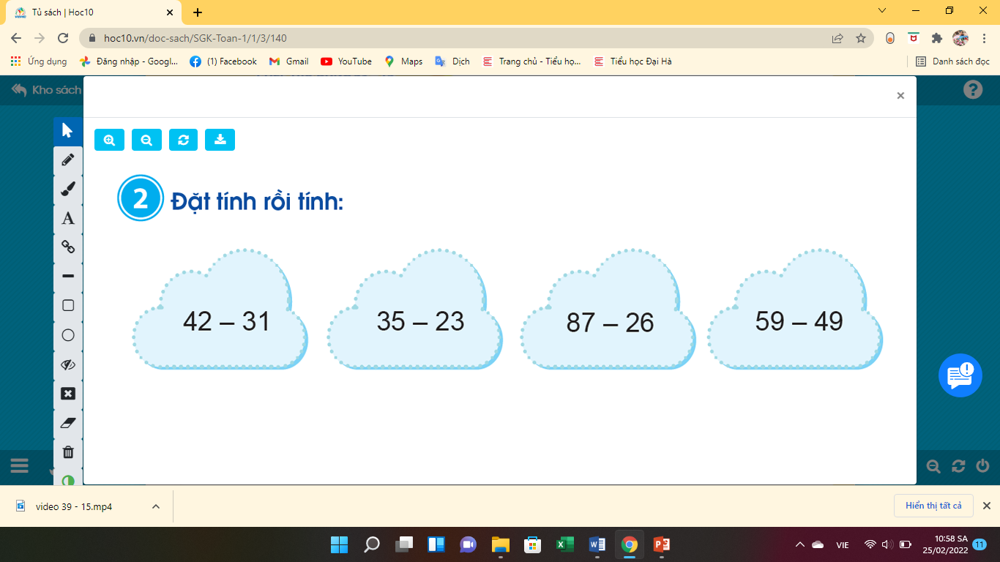 Tủ sách | Hoc10
hoc10.vn/doc-sach/SGK-Toan-1/1/3/140
Ứng dụng
Đăng nhập - Googl...
(1) Facebook
Gmail
YouTube
Maps
Dịch
Trang chủ - Tiểu họ...
Tiểu học Đại Hà
Danh sách đọc
Kho sách
2 Đặt tính rồi tính:
42 – 31
35 – 23
87 – 26
59 – 49
video 39 - 15.mp4
Hiển thị tất cả
VIE
10:58 SA
25/02/2022
11